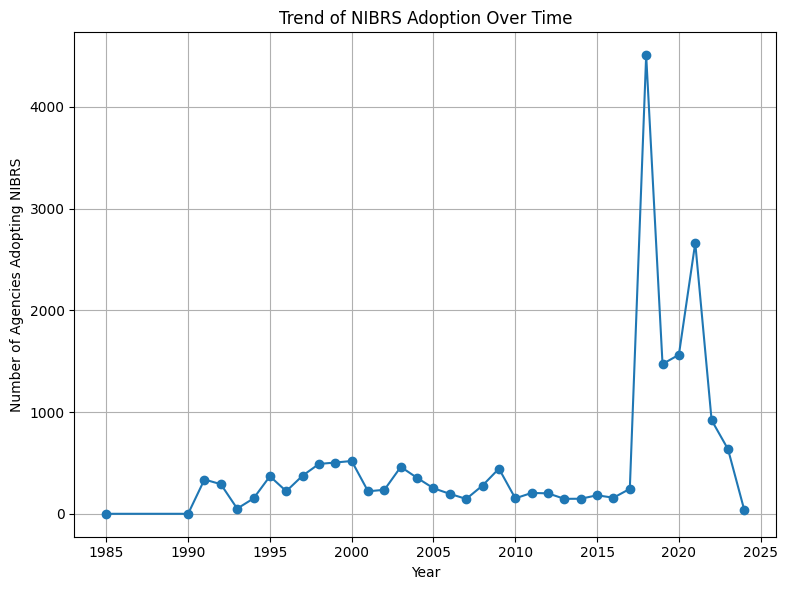 Trend of NIBRS Adoption Over Time
Number of Agencies Adopting NIBRS
4000
3000
2000
1000
0
1985 1990 1995 2000 2005 2010 2015 2020 2025
Year